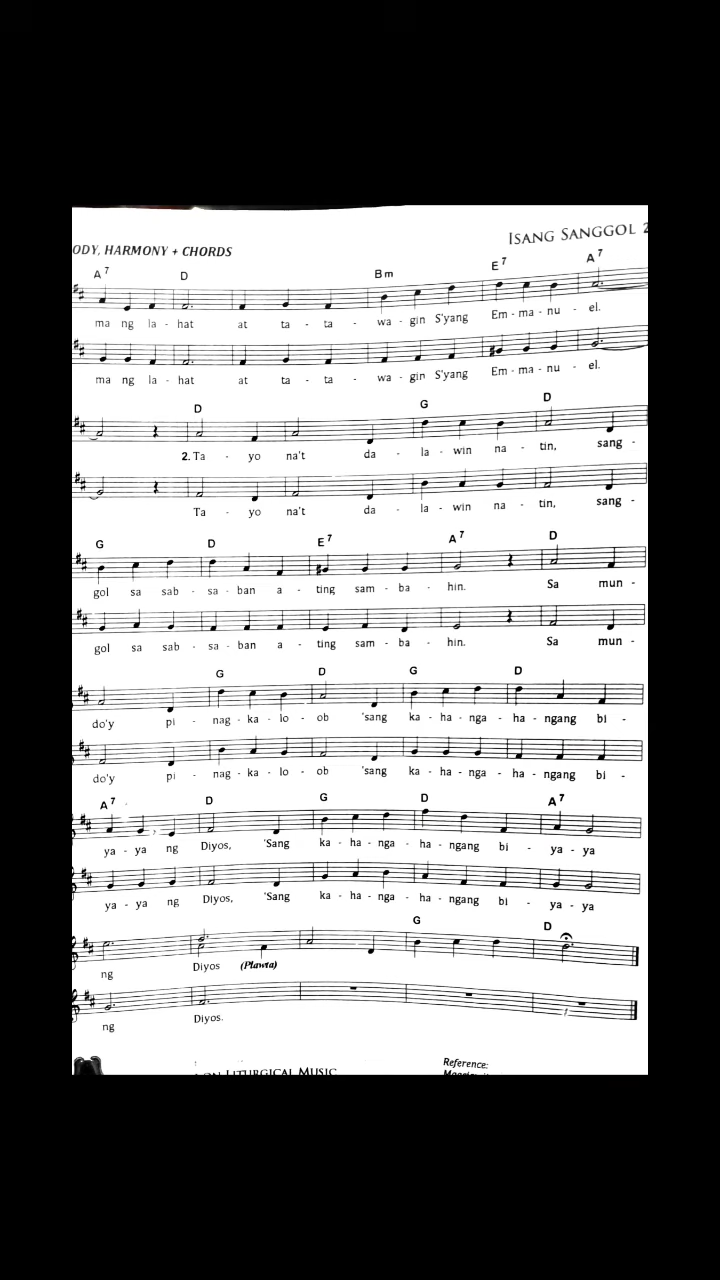 ISANG SANGGOL 2
ODY, HARMONY + CHORDS
A7 D Bm E7 A7
ma ng la - hat at ta - ta - wa - gin S'yang Em - ma - nu - el.
ma ng la - hat at ta - ta - wa - gin S'yang Em - ma - nu - el.
D G D
2. Ta - yo na't da - la - win na - tin, sang -
Ta - yo na't da - la - win na - tin, sang -
G D E7 A7 D
gol sa sab - sa - ban a - ting sam - ba - hin. Sa mun -
gol sa sab - sa - ban a - ting sam - ba - hin. Sa mun -
G D G D
do'y pi - nag - ka - lo - ob 'sang ka - ha - nga - ha - ngang bi -
do'y pi - nag - ka - lo - ob 'sang ka - ha - nga - ha - ngang bi -
A7 D G D A7
ya - ya ng Diyos, 'Sang ka - ha - nga - ha - ngang bi - ya - ya
ya - ya ng Diyos, 'Sang ka - ha - nga - ha - ngang bi - ya - ya
G D
ng Diyos (Plawta)
ng Diyos.
ON LITURGICAL MUSIC
Reference: